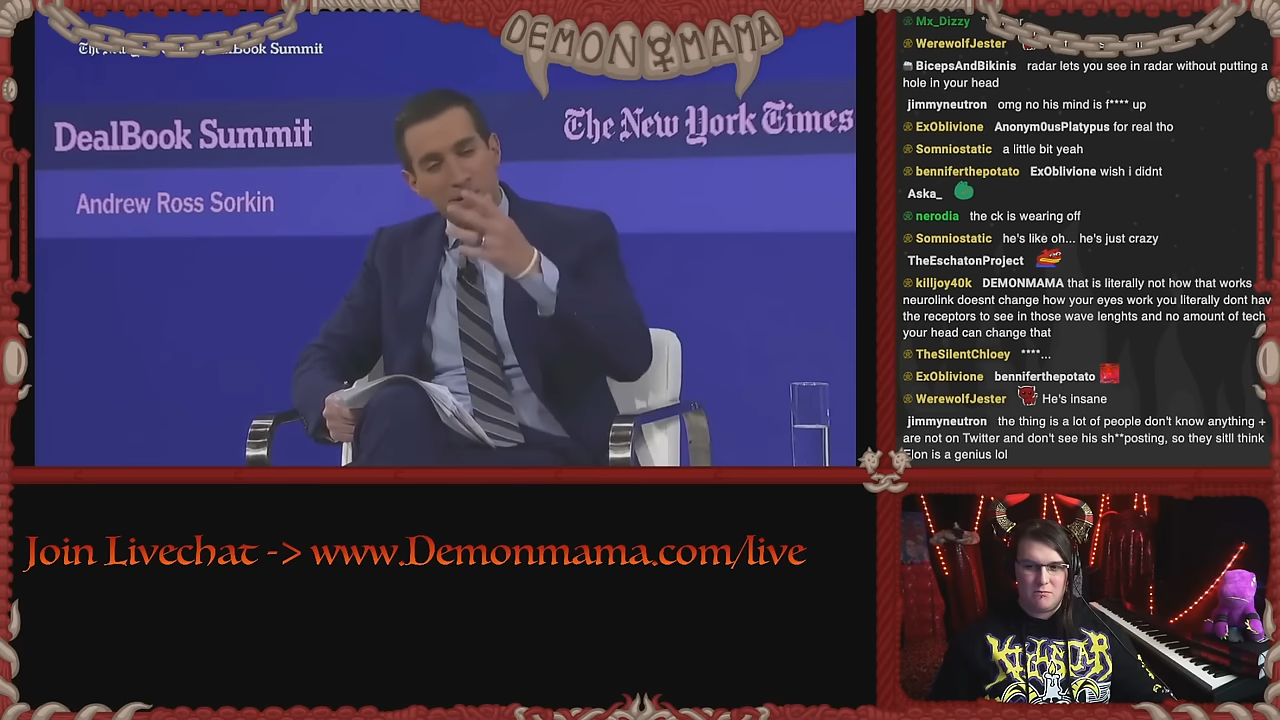 DealBook Summit
DEMON MAMA
DealBook Summit
The New York Times
Andrew Ross Sorkin
Mx_Dizzy
WerewolfJester
BicepsAndBikinis radar lets you see in radar without putting a
hole in your head
jimmyneutron omg no his mind is f**** up
ExOblivione Anonym0usPlatypus for real tho
Somniostatic a little bit yeah
benniferthepotato ExOblivione wish i didnt
Aska_
nerodia the ck is wearing off
Somniostatic he's like oh... he's just crazy
TheEschatonProject
killjoy40k DEMONMAMA that is literally not how that works
neurolink doesnt change how your eyes work you literally dont hav
the receptors to see in those wave lenghts and no amount of tech
your head can change that
TheSilentChloey ****...
ExOblivione benniferthepotato
WerewolfJester He's insane
jimmyneutron the thing is a lot of people don't know anything +
are not on Twitter and don't see his sh**posting, so they sitll think
Elon is a genius lol
Join Livechat -> www.Demonmama.com/live